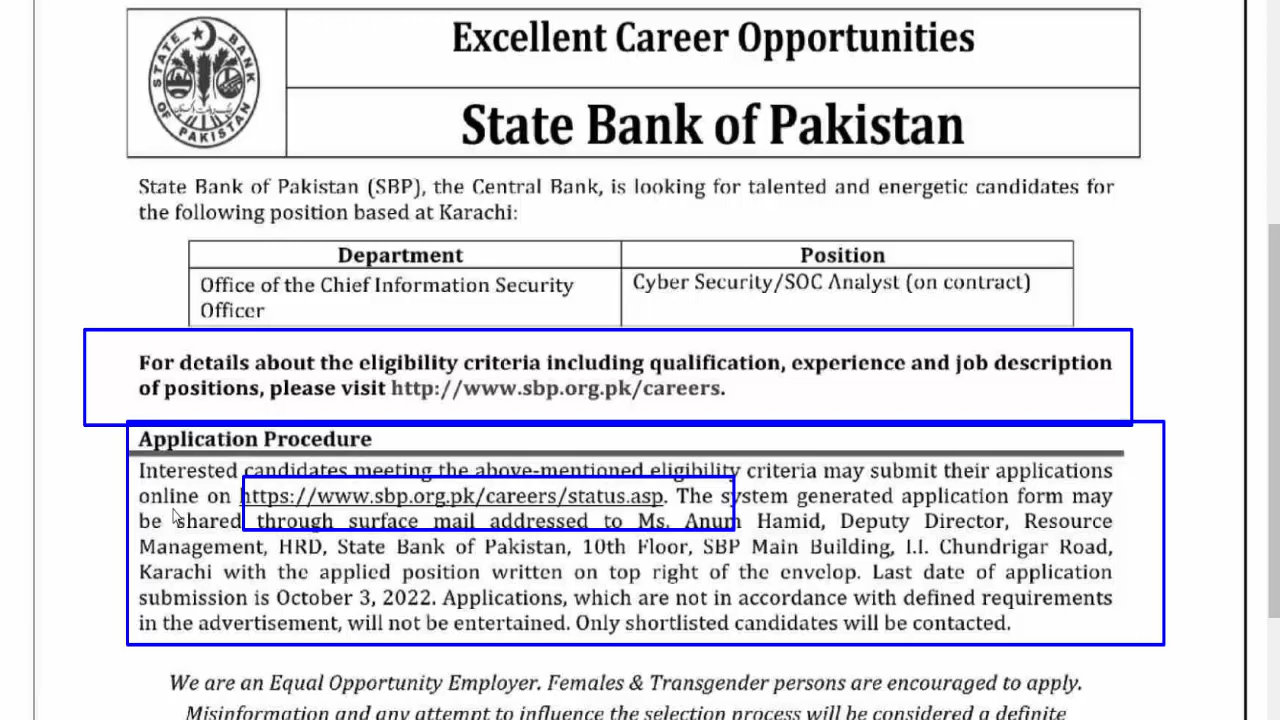 STATE BANK OF PAKISTAN
Excellent Career Opportunities
State Bank of Pakistan
State Bank of Pakistan (SBP), the Central Bank, is looking for talented and energetic candidates for
the following position based at Karachi:
Department Position
Office of the Chief Information Security Cyber Security/SOC Analyst (on contract)
Officer
For details about the eligibility criteria including qualification, experience and job description
of positions, please visit http://www.sbp.org.pk/careers.
Application Procedure
Interested candidates meeting the above-mentioned eligibility criteria may submit their applications
online on https://www.sbp.org.pk/careers/status.asp. The system generated application form may
be shared through surface mail addressed to Ms. Anum Hamid, Deputy Director, Resource
Management, HRD, State Bank of Pakistan, 10th Floor, SBP Main Building, I.I. Chundrigar Road,
Karachi with the applied position written on top right of the envelop. Last date of application
submission is October 3, 2022. Applications, which are not in accordance with defined requirements
in the advertisement, will not be entertained. Only shortlisted candidates will be contacted.
We are an Equal Opportunity Employer. Females & Transgender persons are encouraged to apply.
Misinformation and any attempt to influence the selection process will be considered a definite